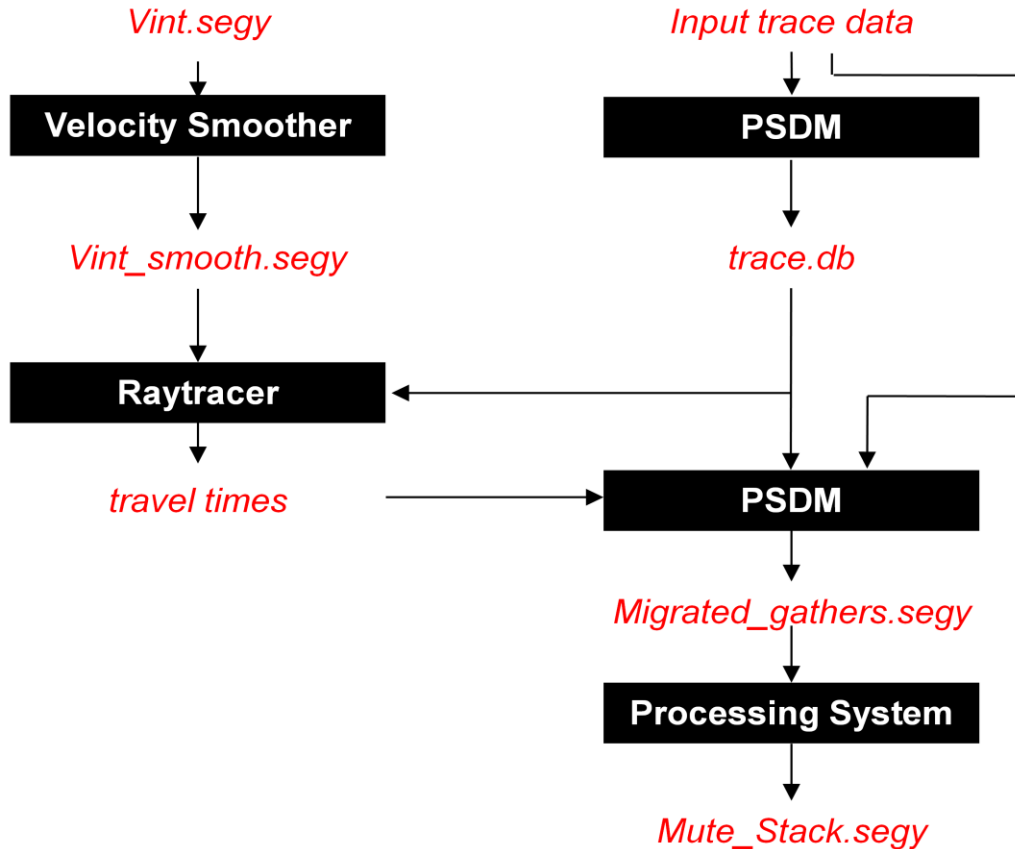 Vint.segy
Input trace data
Velocity Smoother
PSDM
Vint_smooth.segy
trace.db
Raytracer
travel times
PSDM
Migrated_gathers.segy
Processing System
Mute_Stack.segy